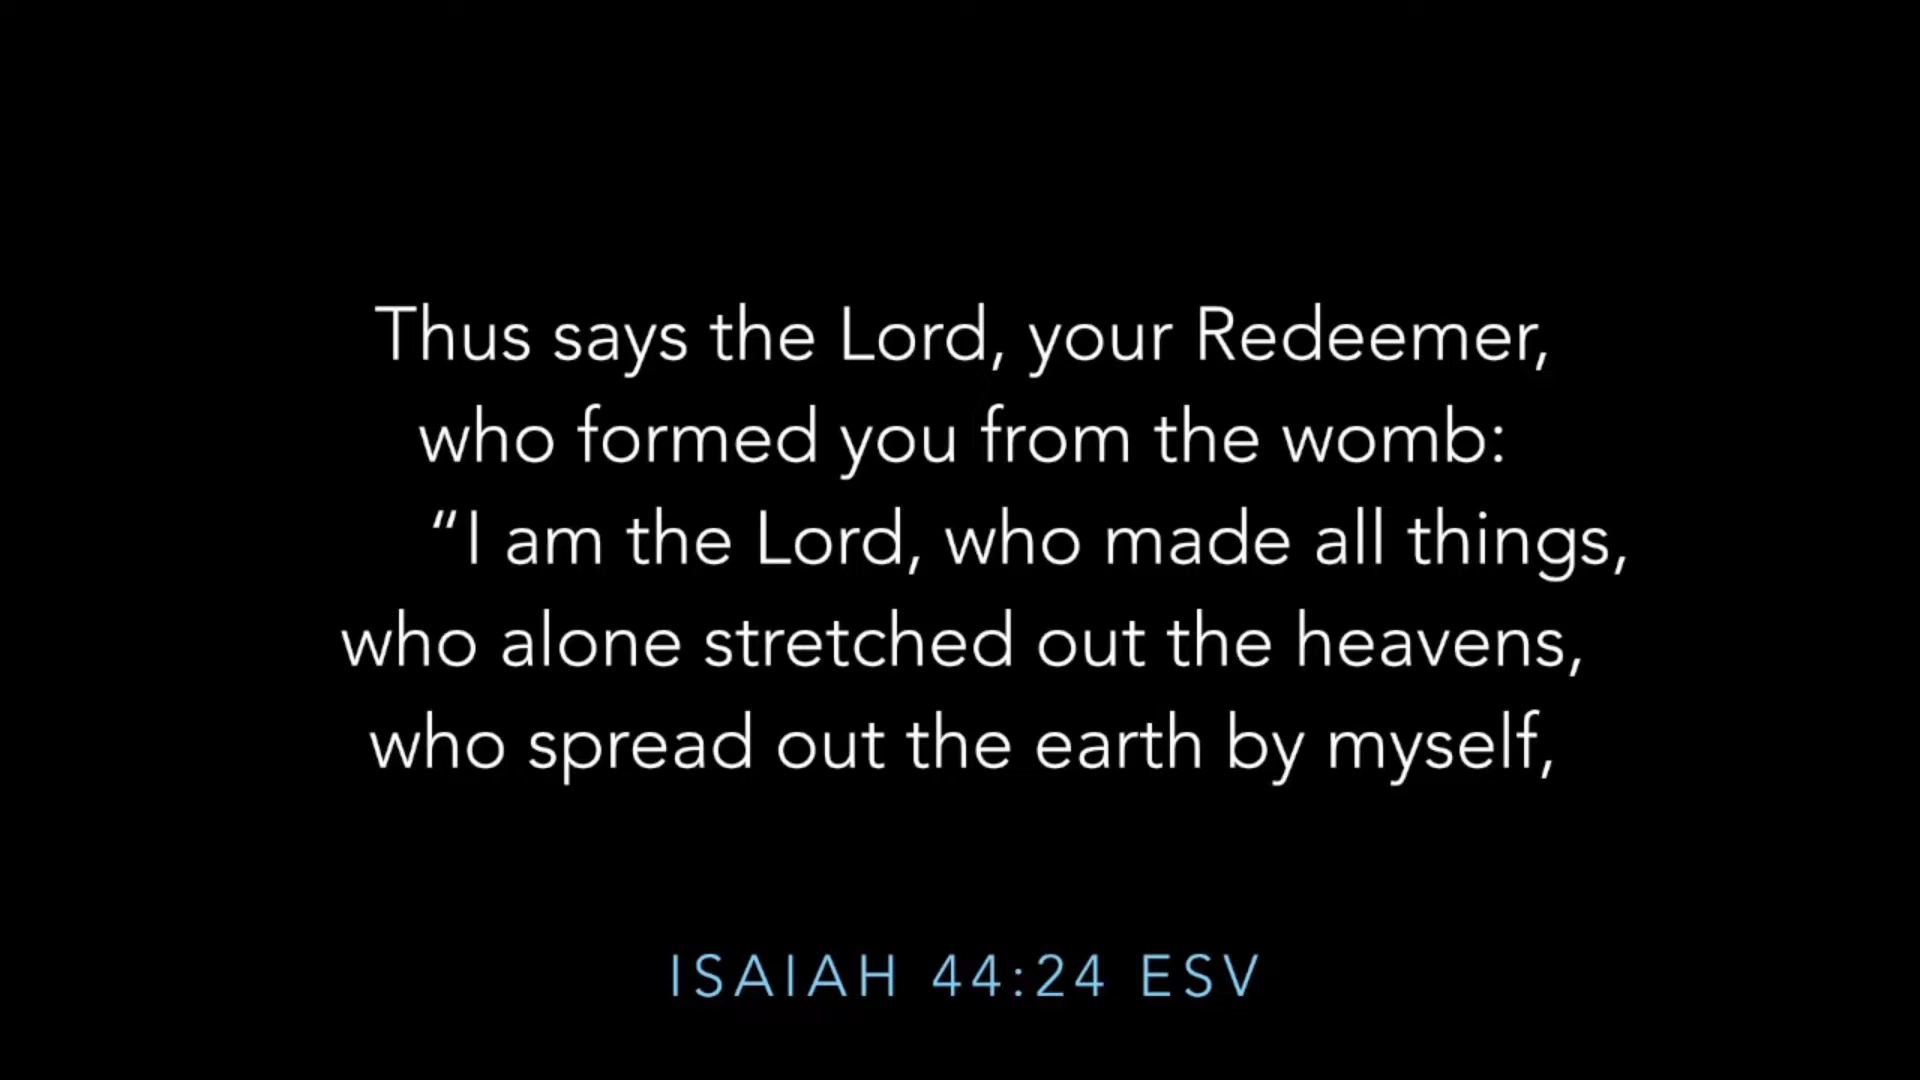 Thus says the Lord, your Redeemer,
who formed you from the womb:
“I am the Lord, who made all things,
who alone stretched out the heavens,
who spread out the earth by myself,
ISAIAH 44:24 ESV